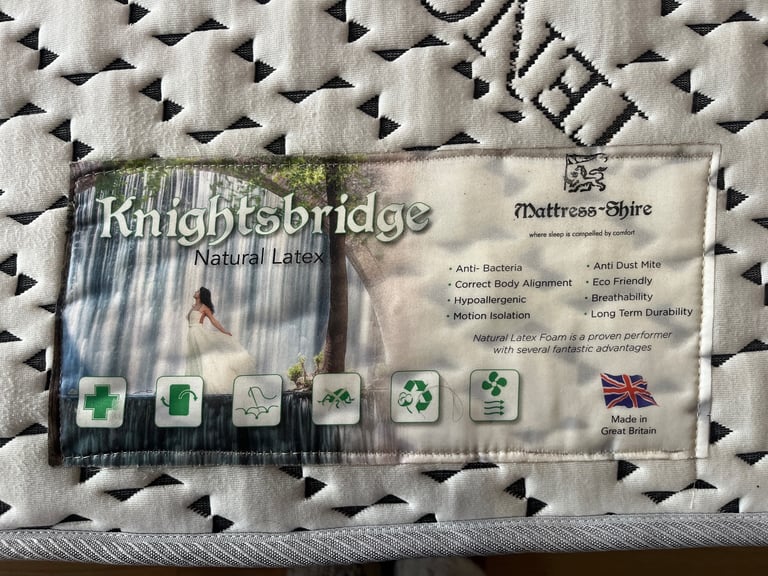 Knightsbridge
Natural Latex
Mattress-Shire
where sleep is compelled by comfort
• Anti- Bacteria
• Correct Body Alignment
• Hypoallergenic
• Motion Isolation
• Anti Dust Mite
• Eco Friendly
• Breathability
• Long Term Durability
Natural Latex Foam is a proven performer
with several fantastic advantages
Made in
Great Britain